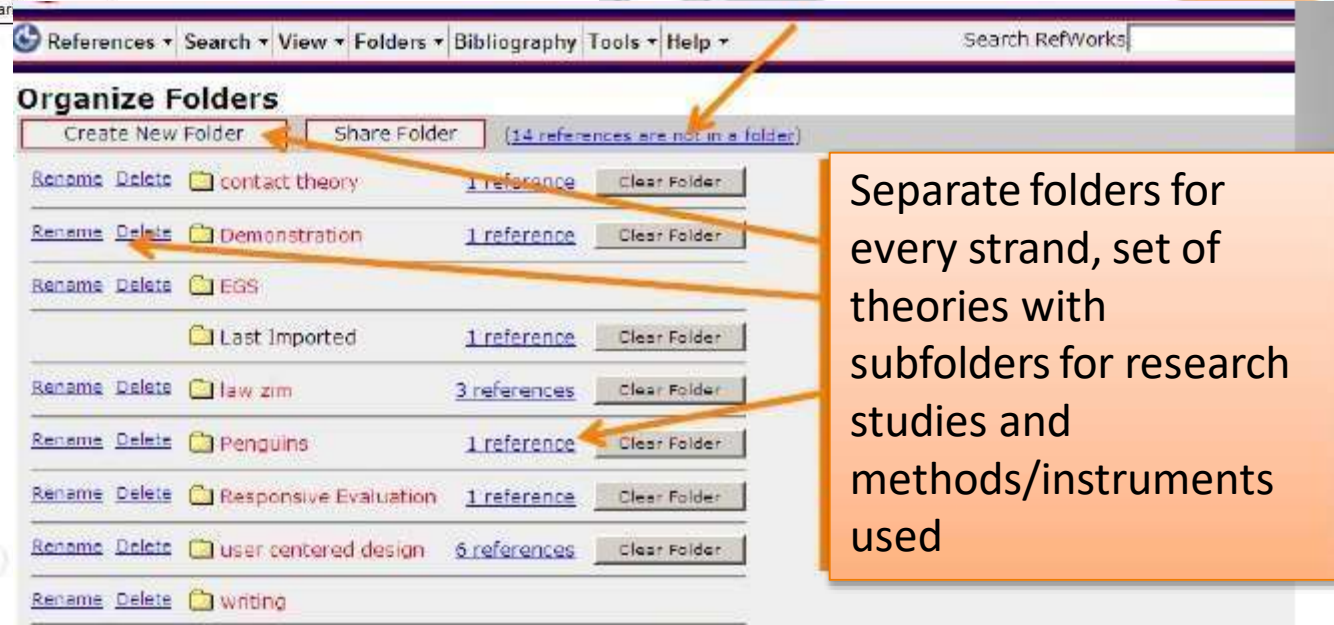 References Search View Folders Bibliography Tools Help Search RefWorks
Organize Folders
Create New Folder Share Folder (14 references are not in a folder)
Rename Delete contact theory 1 reference Clear Folder
Rename Delete Demonstration 1 reference Clear Folder
Rename Delete EGS
Last Imported 1 reference Clear Folder
Rename Delete law zim 3 references Clear Folder
Rename Delete Penguins 1 reference Clear Folder
Rename Delete Responsive Evaluation 1 reference Clear Folder
Rename Delete user centered design 6 references Clear Folder
Rename Delete writing
Separate folders for
every strand, set of
theories with
subfolders for research
studies and
methods/instruments
used